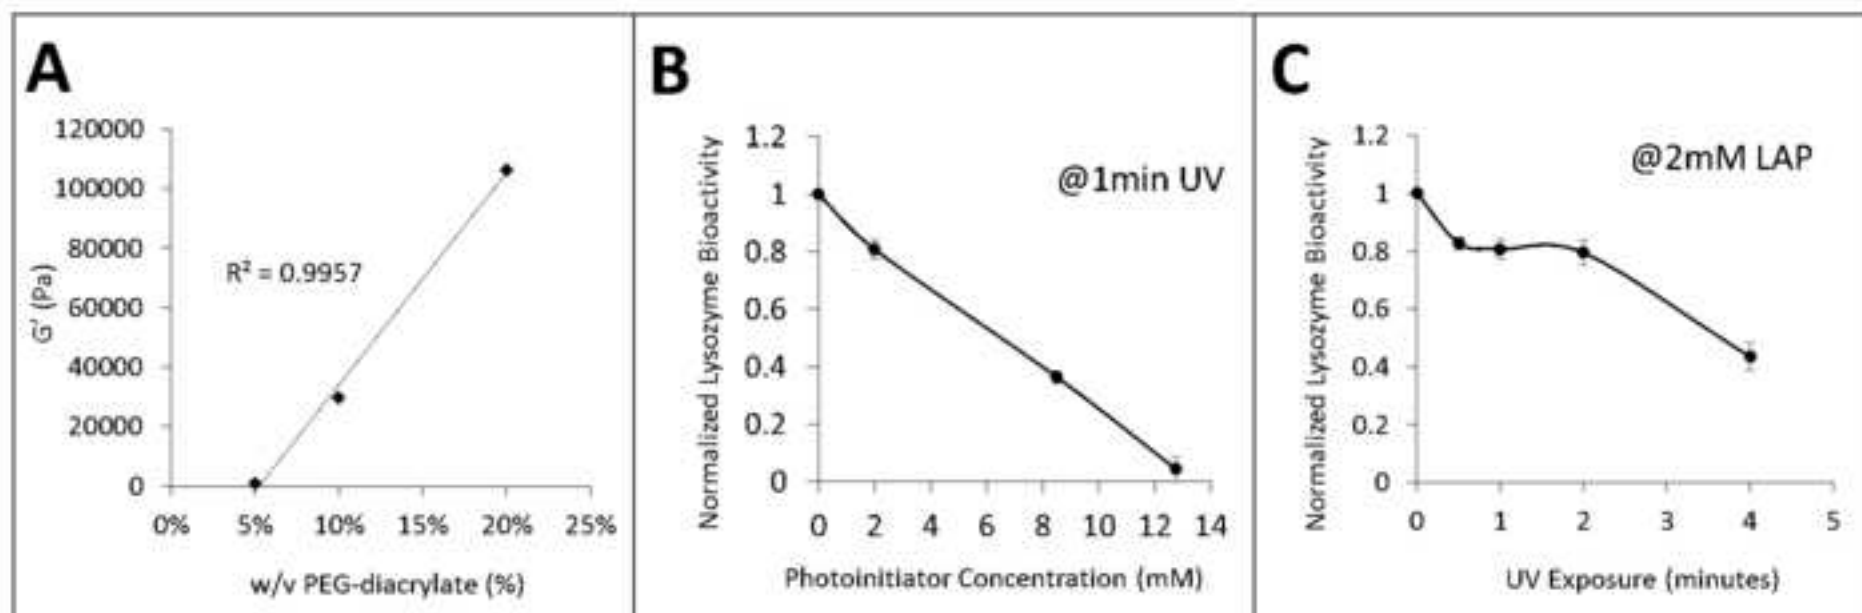 A
120000
100000
80000
60000
40000
20000
0
G' (Pa)
R² = 0.9957
0% 5% 10% 15% 20% 25%
w/v PEG-diacrylate (%)
B
1.2
1
0.8
0.6
0.4
0.2
0
Normalized Lysozyme Bioactivity
@1min UV
0 2 4 6 8 10 12 14
Photoinitiator Concentration (mM)
C
1.2
1
0.8
0.6
0.4
0.2
0
Normalized Lysozyme Bioactivity
@2mM LAP
0 1 2 3 4 5
UV Exposure (minutes)